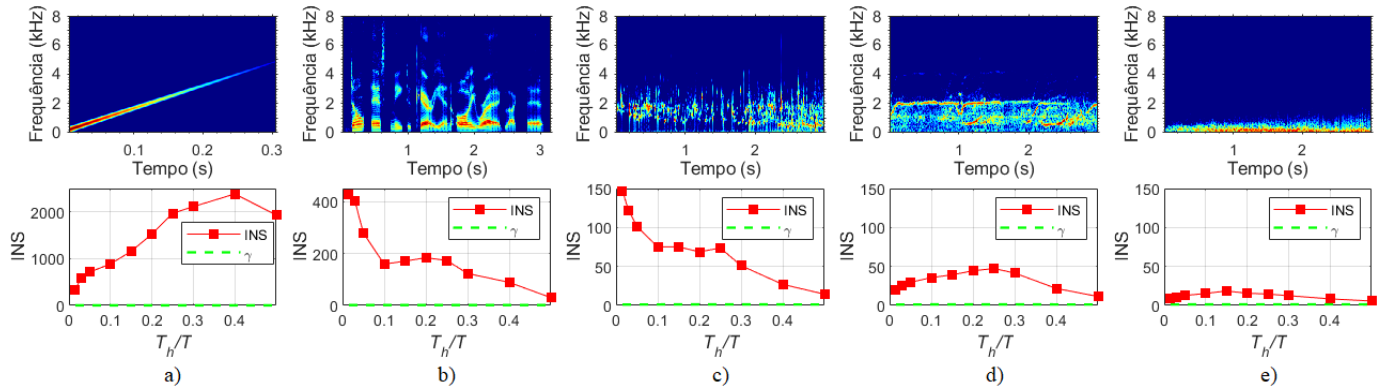 Frequência (kHz)
8
6
4
2
0
0.1 0.2 0.3
Tempo (s)
Frequência (kHz)
8
6
4
2
0
1 2 3
Tempo (s)
Frequência (kHz)
8
6
4
2
0
1 2
Tempo (s)
Frequência (kHz)
8
6
4
2
0
1 2
Tempo (s)
Frequência (kHz)
8
6
4
2
0
1 2
Tempo (s)
INS
2000
1000
0
INS
γ
0 0.1 0.2 0.3 0.4
T_h/T
INS
400
200
0
INS
γ
0 0.1 0.2 0.3 0.4
T_h/T
INS
150
100
50
0
INS
γ
0 0.1 0.2 0.3 0.4 0.5
T_h/T
INS
150
100
50
0
INS
γ
0 0.1 0.2 0.3 0.4 0.5
T_h/T
INS
150
100
50
0
INS
γ
0 0.1 0.2 0.3 0.4 0.5
T_h/T
a) b) c) d) e)